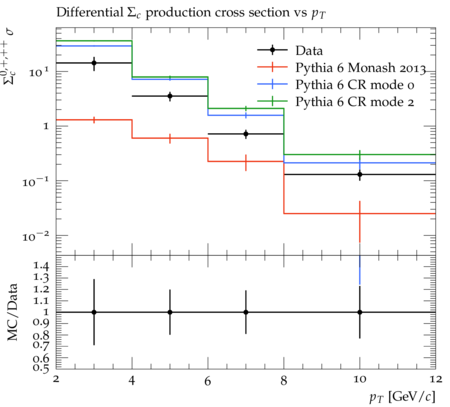 Differential Σc production cross section vs pT
Σc^0,+,++ σ
10^1
1
10^−1
10^−2
Data
Pythia 6 Monash 2013
Pythia 6 CR mode 0
Pythia 6 CR mode 2
MC/Data
1.4
1.3
1.2
1.1
1
0.9
0.8
0.7
0.6
0.5
2 4 6 8 10 12
pT [GeV/c]